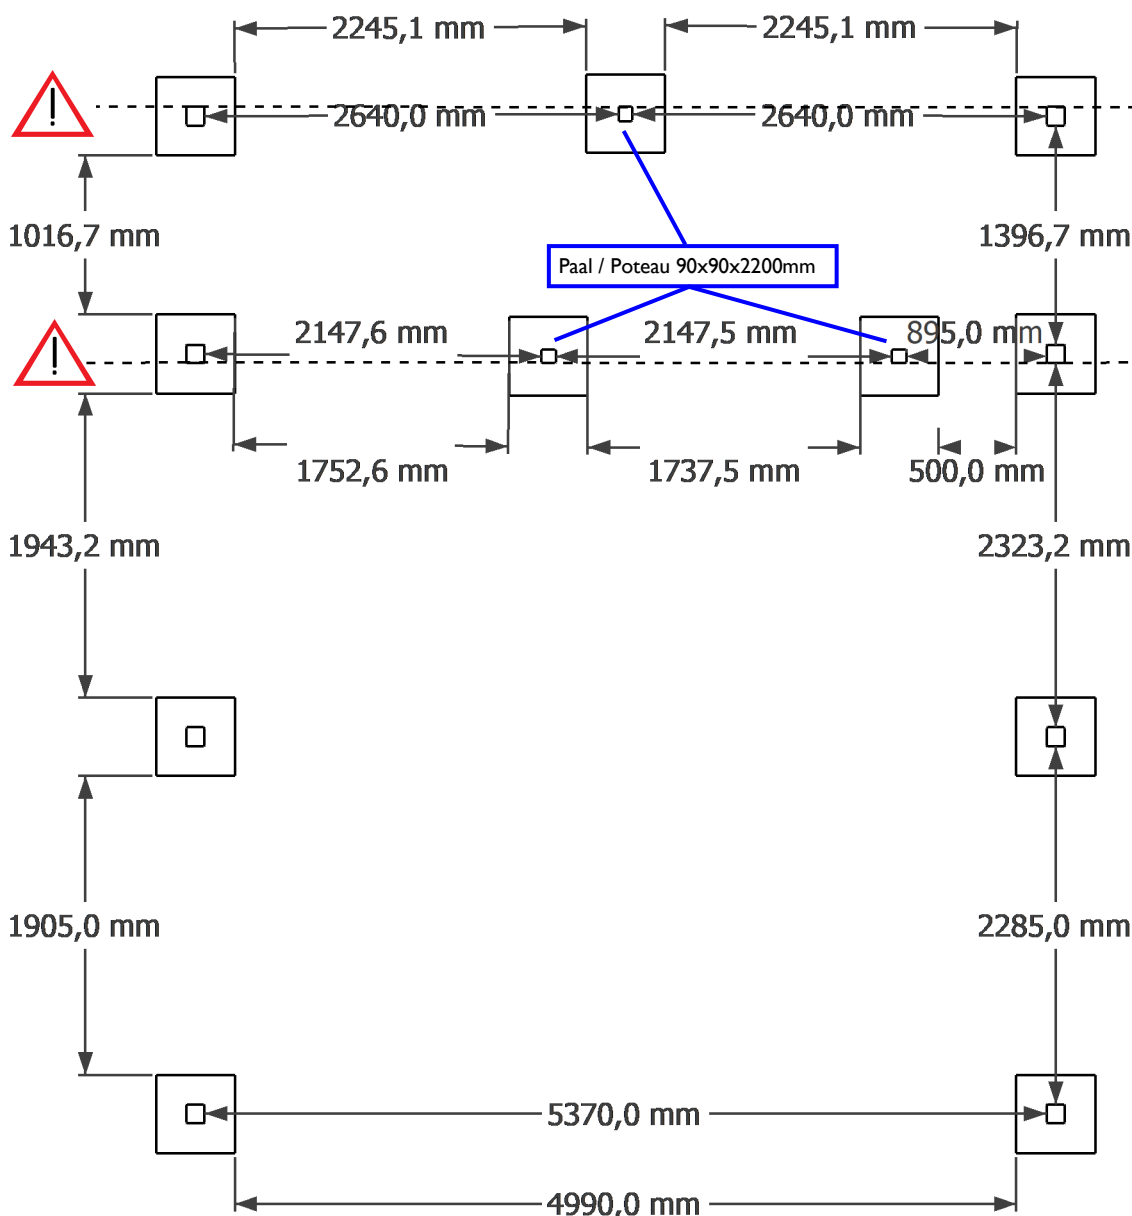 2245,1 mm 2245,1 mm
!
2640,0 mm 2640,0 mm
1016,7 mm 1396,7 mm
Paal / Poteau 90x90x2200mm
!
2147,6 mm 2147,5 mm 895,0 mm
1752,6 mm 1737,5 mm 500,0 mm
1943,2 mm 2323,2 mm
1905,0 mm 2285,0 mm
5370,0 mm
4990,0 mm